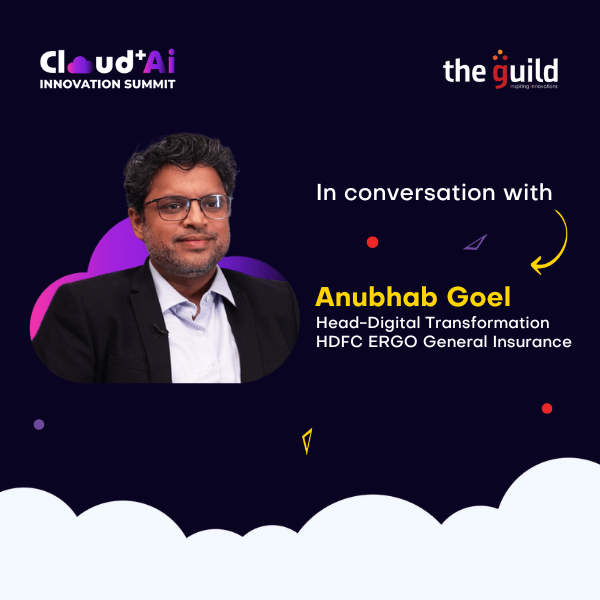 Cloud+Ai
INNOVATION SUMMIT
the guild
inspiring innovations
In conversation with
Anubhab Goel
Head-Digital Transformation
HDFC ERGO General Insurance